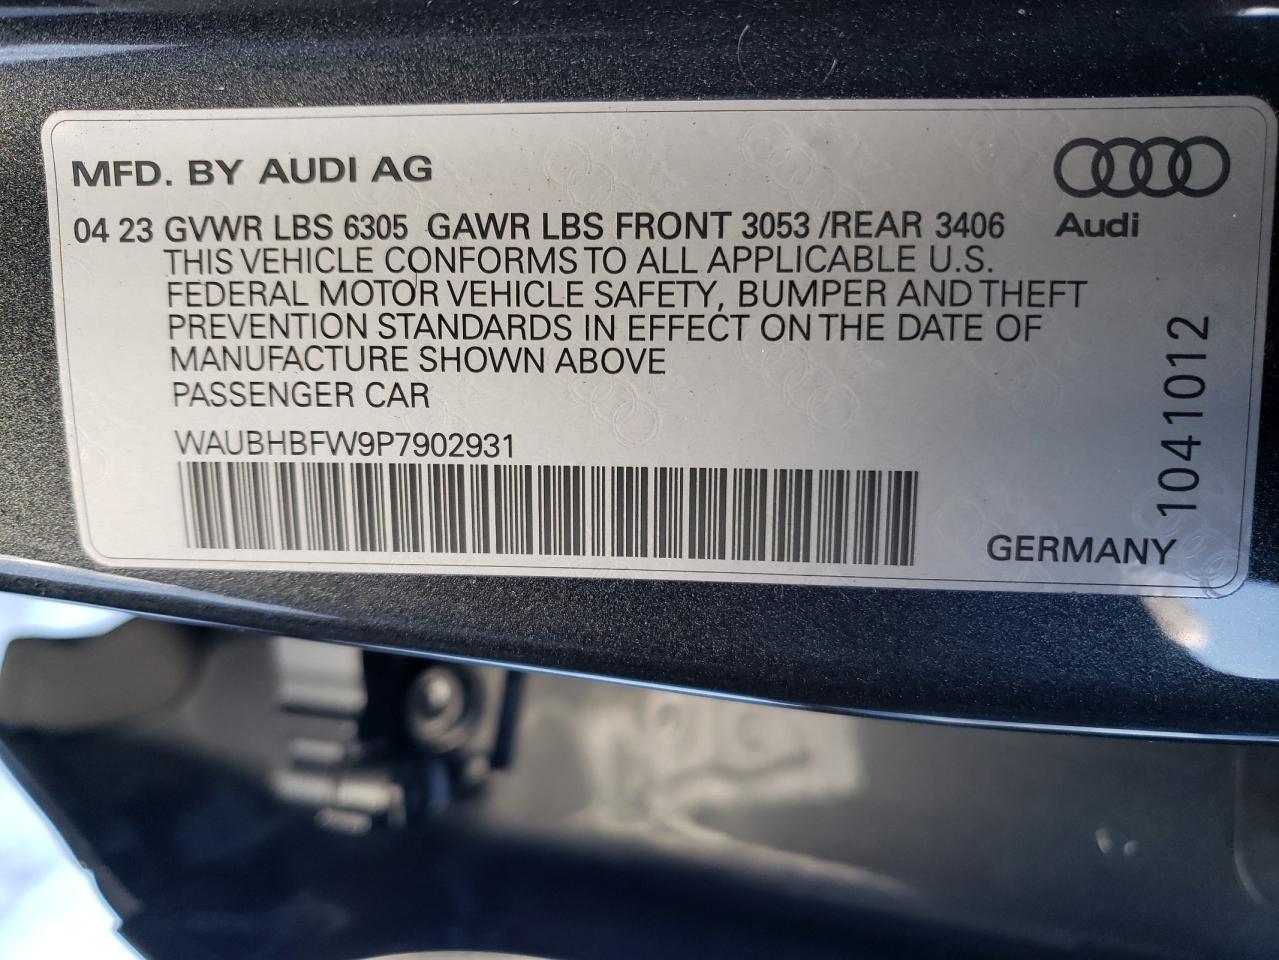 MFD. BY AUDI AG
Audi
04 23 GVWR LBS 6305 GAWR LBS FRONT 3053 /REAR 3406
THIS VEHICLE CONFORMS TO ALL APPLICABLE U.S.
FEDERAL MOTOR VEHICLE SAFETY, BUMPER AND THEFT
PREVENTION STANDARDS IN EFFECT ON THE DATE OF
MANUFACTURE SHOWN ABOVE
PASSENGER CAR
WAUBHBFW9P7902931
GERMANY
1041012